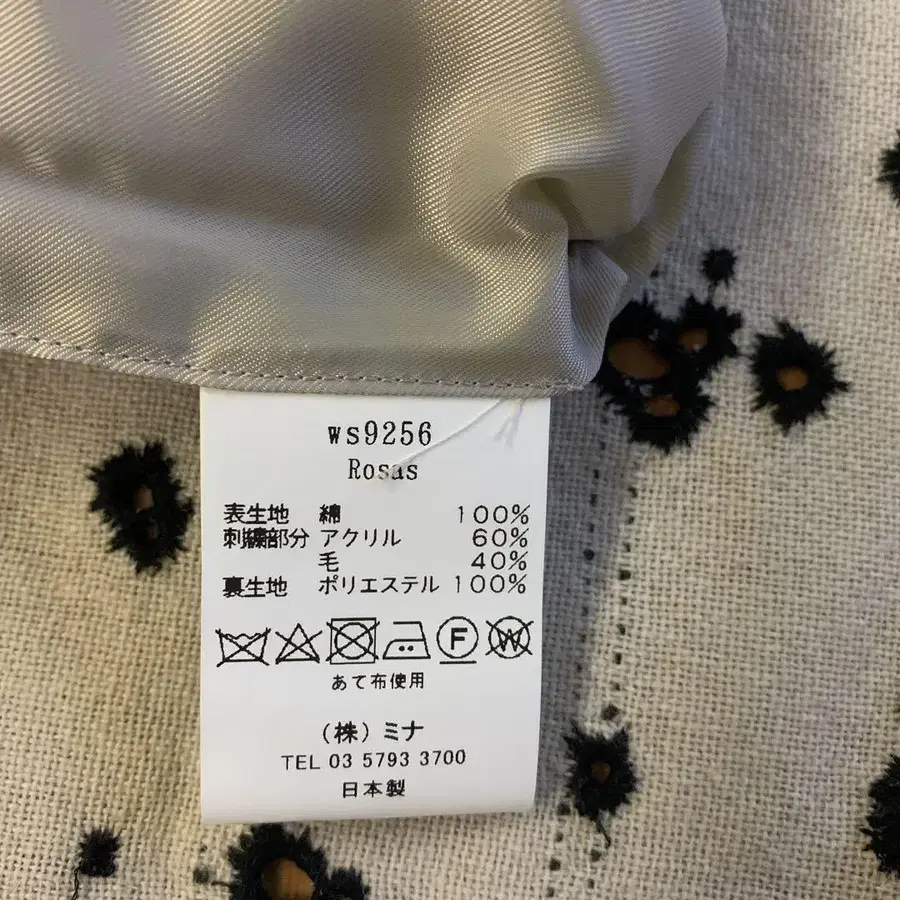 ws9256
Rosas
表生地 綿 100%
刺繍部分 アクリル 60%
毛 40%
裏生地 ポリエステル 100%
F W
あて布使用
（株）ミナ
TEL 03 5793 3700
日本製